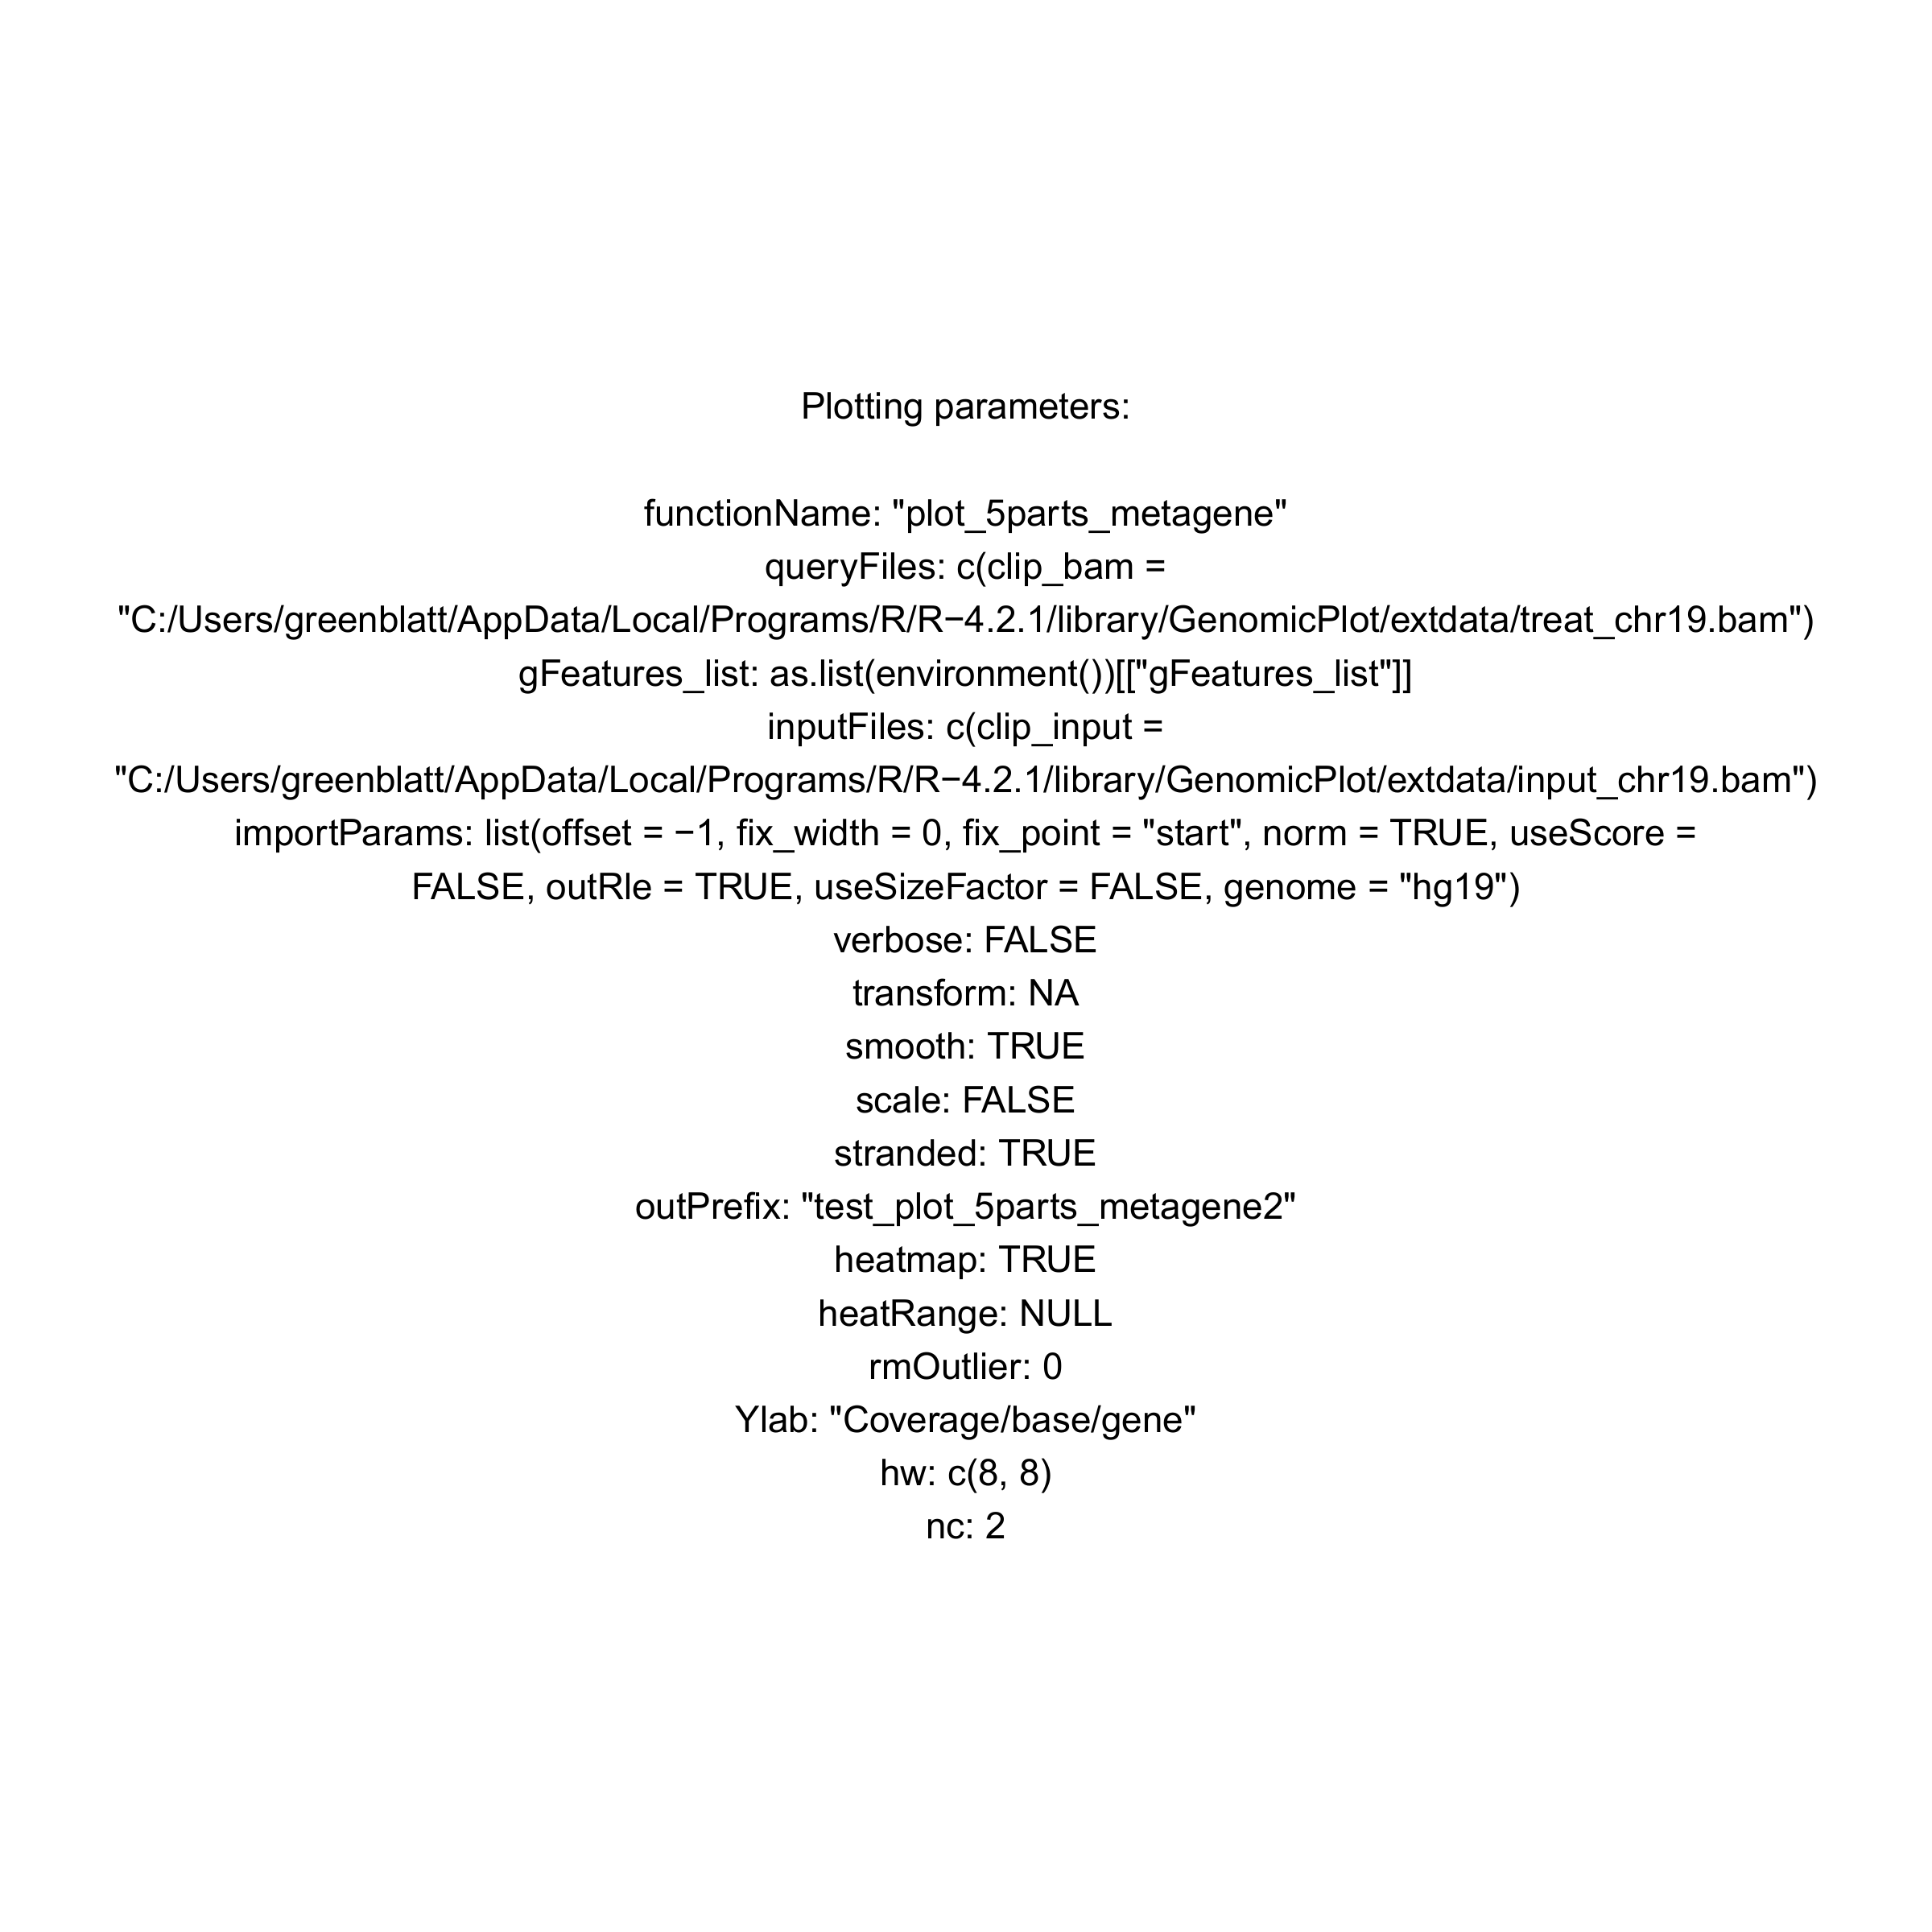 Plotting parameters:
functionName: "plot_5parts_metagene"
queryFiles: c(clip_bam =
"C:/Users/greenblatt/AppData/Local/Programs/R/R−4.2.1/library/GenomicPlot/extdata/treat_chr19.bam")
gFeatures_list: as.list(environment())[["gFeatures_list"]]
inputFiles: c(clip_input =
"C:/Users/greenblatt/AppData/Local/Programs/R/R−4.2.1/library/GenomicPlot/extdata/input_chr19.bam")
importParams: list(offset = −1, fix_width = 0, fix_point = "start", norm = TRUE, useScore =
FALSE, outRle = TRUE, useSizeFactor = FALSE, genome = "hg19")
verbose: FALSE
transform: NA
smooth: TRUE
scale: FALSE
stranded: TRUE
outPrefix: "test_plot_5parts_metagene2"
heatmap: TRUE
heatRange: NULL
rmOutlier: 0
Ylab: "Coverage/base/gene"
hw: c(8, 8)
nc: 2